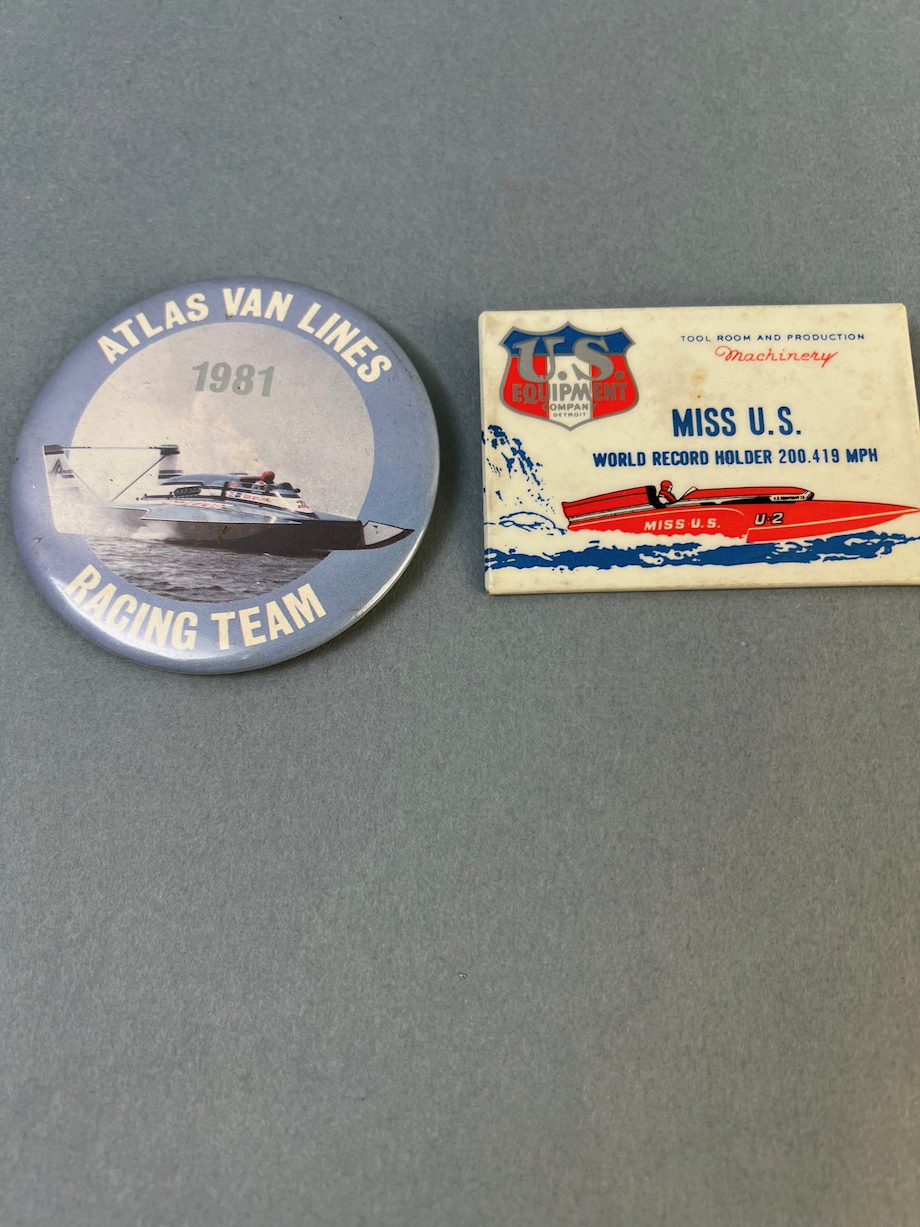 ATLAS VAN LINES
1981
RACING TEAM
U.S.
EQUIPMENT
COMPANY
DETROIT
TOOL ROOM AND PRODUCTION
Machinery
MISS U.S.
WORLD RECORD HOLDER 200.419 MPH
MISS U.S.
U-2